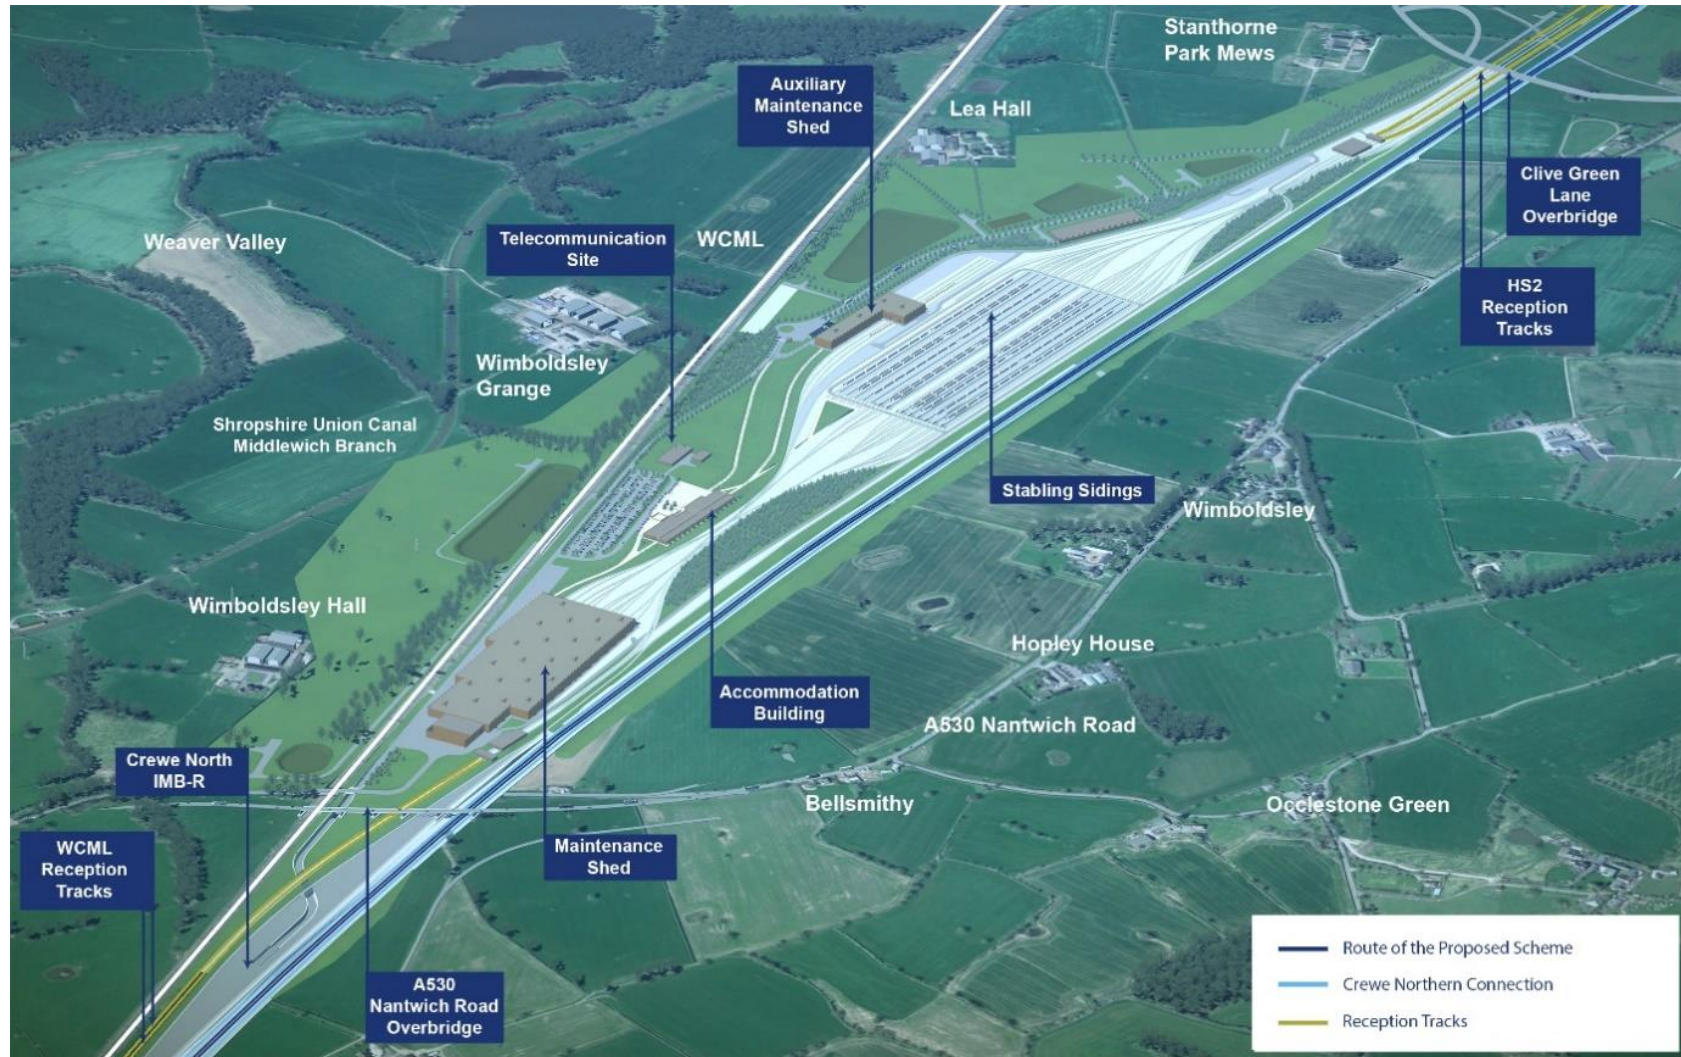 Stanthorne
Park Mews
Auxiliary
Maintenance
Shed
Lea Hall
Clive Green
Lane
Overbridge
Weaver Valley
Telecommunication
Site
WCML
HS2
Reception
Tracks
Wimboldsley
Grange
Shropshire Union Canal
Middlewich Branch
Stabling Sidings
Wimboldsley
Wimboldsley Hall
Hopley House
Accommodation
Building
A530 Nantwich Road
Crewe North
IMB-R
Bellsmithy
Occlestone Green
WCML
Reception
Tracks
Maintenance
Shed
A530
Nantwich Road
Overbridge
Route of the Proposed Scheme
Crewe Northern Connection
Reception Tracks